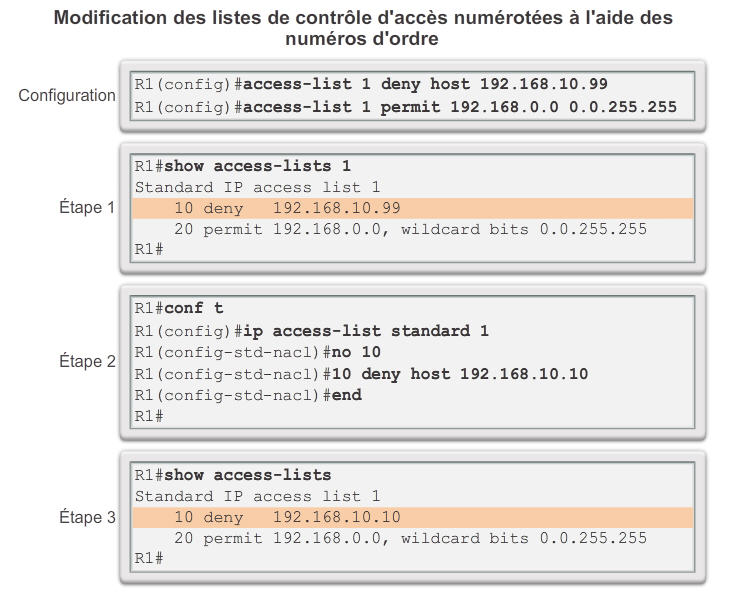 Modification des listes de contrôle d'accès numérotées à l'aide des
numéros d'ordre
Configuration
R1(config)#access-list 1 deny host 192.168.10.99
R1(config)#access-list 1 permit 192.168.0.0 0.0.255.255
Étape 1
R1#show access-lists 1
Standard IP access list 1
10 deny 192.168.10.99
20 permit 192.168.0.0, wildcard bits 0.0.255.255
R1#
Étape 2
R1#conf t
R1(config)#ip access-list standard 1
R1(config-std-nacl)#no 10
R1(config-std-nacl)#10 deny host 192.168.10.10
R1(config-std-nacl)#end
R1#
Étape 3
R1#show access-lists
Standard IP access list 1
10 deny 192.168.10.10
20 permit 192.168.0.0, wildcard bits 0.0.255.255
R1#